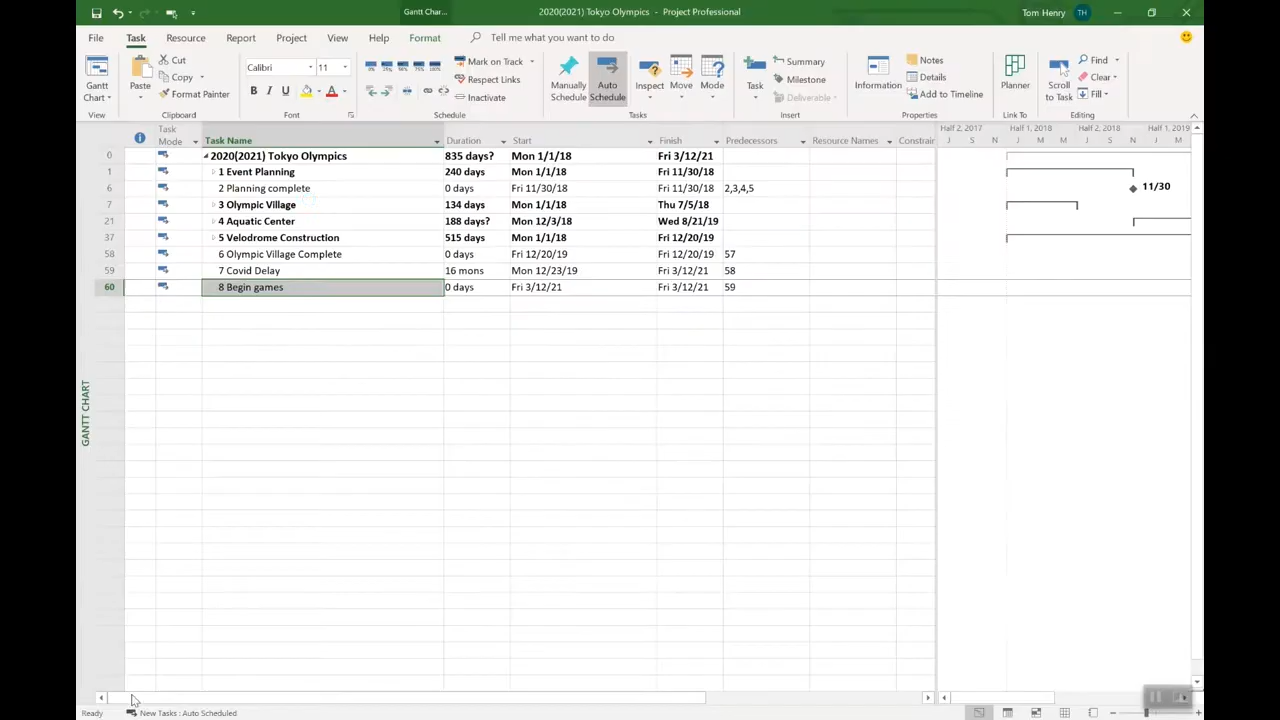 Gantt Char...
2020(2021) Tokyo Olympics - Project Professional
Tom Henry TH
File Task Resource Report Project View Help Format Tell me what you want to do
Gantt Chart
View
Paste
Cut
Copy
Format Painter
Clipboard
Calibri 11
B I U A
Font
0% 25% 50% 75% 100%
Mark on Track
Respect Links
Inactivate
Schedule
Manually Schedule
Auto Schedule
Inspect Move Mode
Tasks
Task
Summary
Milestone
Deliverable
Insert
Information
Notes
Details
Add to Timeline
Properties
Planner
Link To
Scroll to Task
Find
Clear
Fill
Editing
Task Mode Task Name Duration Start Finish Predecessors Resource Names Constrain
Half 2, 2017 Half 1, 2018 Half 2, 2018 Half 1, 2019
J S N J M M J S N J M
0 2020(2021) Tokyo Olympics 835 days? Mon 1/1/18 Fri 3/12/21
1 1 Event Planning 240 days Mon 1/1/18 Fri 11/30/18
6 2 Planning complete 0 days Fri 11/30/18 Fri 11/30/18 2,3,4,5 11/30
7 3 Olympic Village 134 days Mon 1/1/18 Thu 7/5/18
21 4 Aquatic Center 188 days? Mon 12/3/18 Wed 8/21/19
37 5 Velodrome Construction 515 days Mon 1/1/18 Fri 12/20/19
58 6 Olympic Village Complete 0 days Fri 12/20/19 Fri 12/20/19 57
59 7 Covid Delay 16 mons Mon 12/23/19 Fri 3/12/21 58
60 8 Begin games 0 days Fri 3/12/21 Fri 3/12/21 59
GANTT CHART
Ready New Tasks : Auto Scheduled